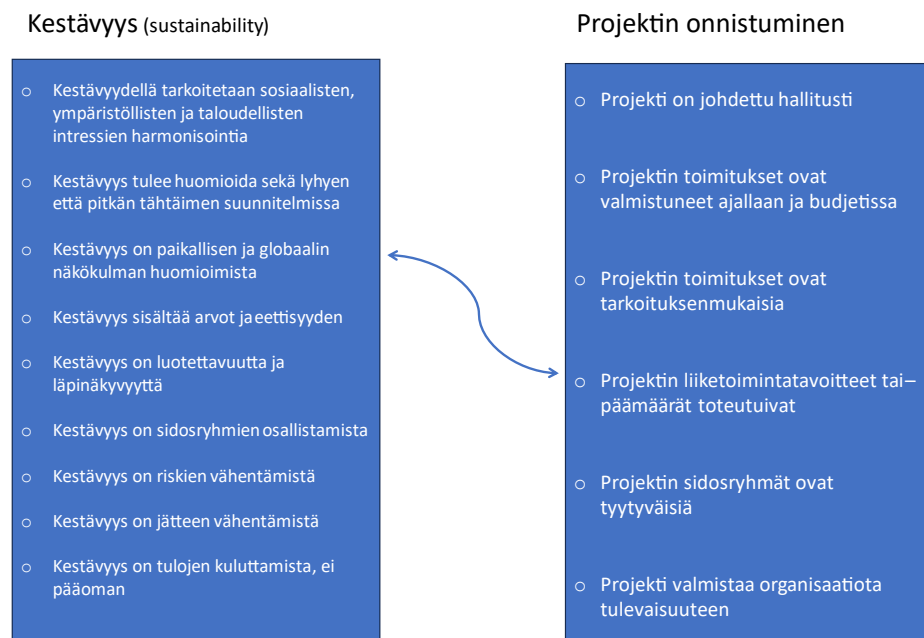 Kestävyys (sustainability)
o Kestävyydellä tarkoitetaan sosiaalisten,
ympäristöllisten ja taloudellisten
intressien harmonisointia
o Kestävyys tulee huomioida sekä lyhyen
että pitkän tähtäimen suunnitelmissa
o Kestävyys on paikallisen ja globaalin
näkökulman huomioimista
o Kestävyys sisältää arvot ja eettisyyden
o Kestävyys on luotettavuutta ja
läpinäkyvyyttä
o Kestävyys on sidosryhmien osallistamista
o Kestävyys on riskien vähentämistä
o Kestävyys on jätteen vähentämistä
o Kestävyys on tulojen kuluttamista, ei
pääoman
Projektin onnistuminen
o Projekti on johdettu hallitusti
o Projektin toimitukset ovat
valmistuneet ajallaan ja budjetissa
o Projektin toimitukset ovat
tarkoituksenmukaisia
o Projektin liiketoimintatavoitteet tai–
päämäärät toteutuivat
o Projektin sidosryhmät ovat
tyytyväisiä
o Projekti valmistaa organisaatiota
tulevaisuuteen